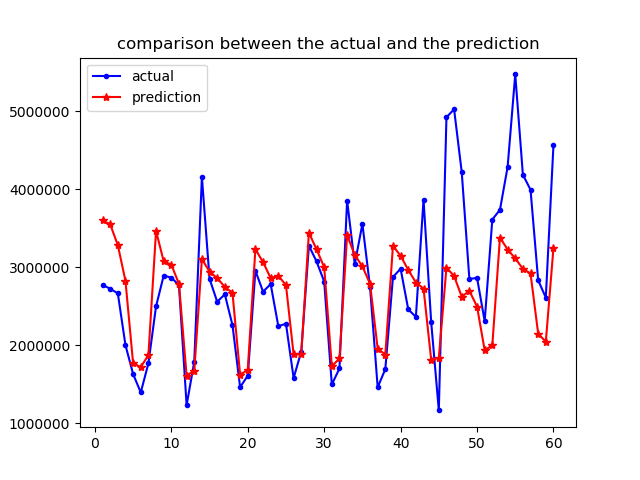 comparison between the actual and the prediction
actual
prediction
5000000
4000000
3000000
2000000
1000000
0 10 20 30 40 50 60